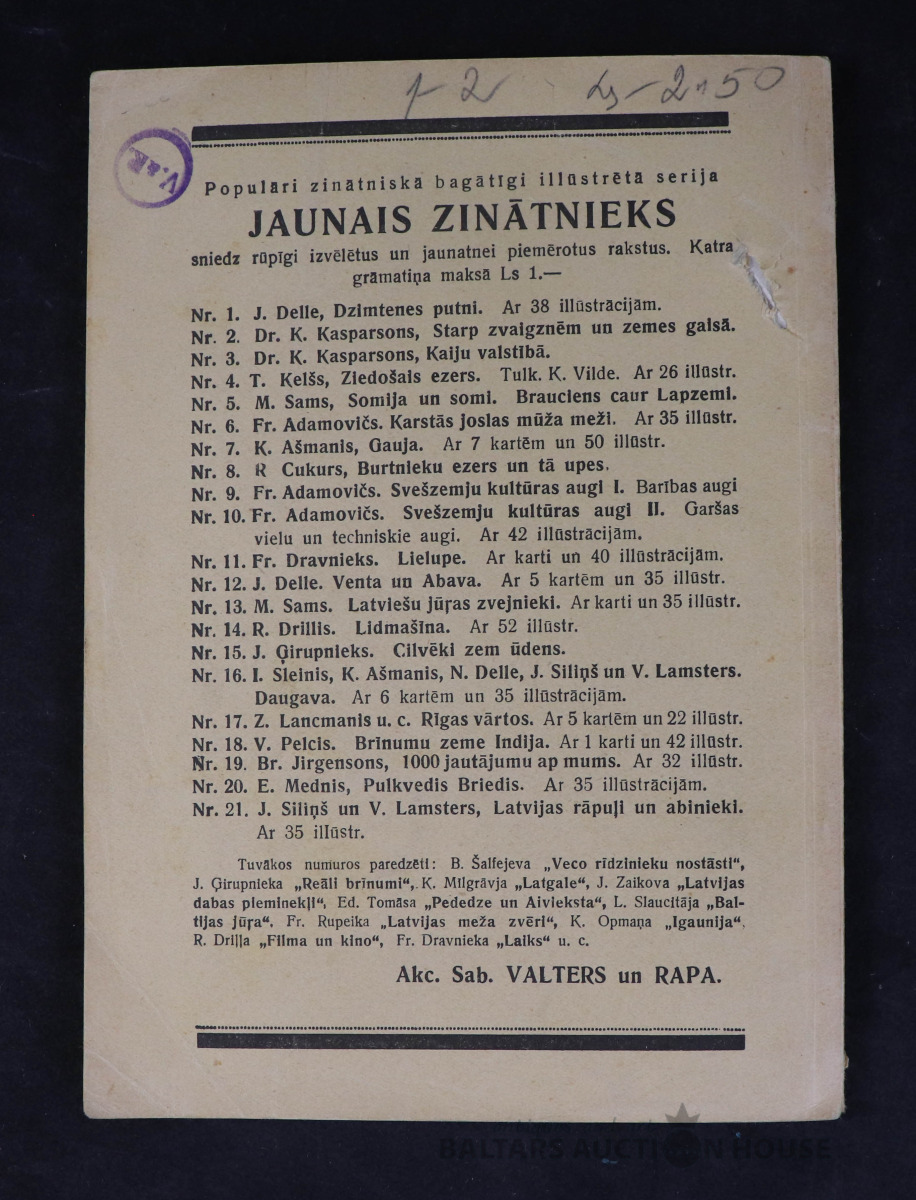 Ls 2.50
V. & R.
Populāri zinātniskā bagātīgi illūstrētā serija
JAUNAIS ZINĀTNIEKS
sniedz rūpīgi izvēlētus un jaunatnei piemērotus rakstus. Katra
grāmatiņa maksā Ls 1.—
Nr. 1. J. Delle, Dzimtenes putni. Ar 38 illūstrācijām.
Nr. 2. Dr. K. Kasparsons, Starp zvaigznēm un zemes gaisā.
Nr. 3. Dr. K. Kasparsons, Kaiju valstībā.
Nr. 4. T. Kelšs, Ziedošais ezers. Tulk. K. Vilde. Ar 26 illūstr.
Nr. 5. M. Sams, Somija un somi. Brauciens caur Lapzemi.
Nr. 6. Fr. Adamovičs. Karstās joslas mūža meži. Ar 35 illūstr.
Nr. 7. K. Ašmanis, Gauja. Ar 7 kartēm un 50 illūstr.
Nr. 8. R Cukurs, Burtnieku ezers un tā upes.
Nr. 9. Fr. Adamovičs. Svešzemju kultūras augi I. Barības augi
Nr. 10. Fr. Adamovičs. Svešzemju kultūras augi II. Garšas
vielu un techniskie augi. Ar 42 illūstrācijām.
Nr. 11. Fr. Dravnieks. Lielupe. Ar karti un 40 illūstrācijām.
Nr. 12. J. Delle. Venta un Abava. Ar 5 kartēm un 35 illūstr.
Nr. 13. M. Sams. Latviešu jūŗas zvejnieki. Ar karti un 35 illūstr.
Nr. 14. R. Drillis. Lidmašīna. Ar 52 illūstr.
Nr. 15. J. Ģirupnieks. Cilvēki zem ūdens.
Nr. 16. I. Sleinis, K. Ašmanis, N. Delle, J. Siliņš un V. Lamsters.
Daugava. Ar 6 kartēm un 35 illūstrācijām.
Nr. 17. Z. Lancmanis u. c. Rīgas vārtos. Ar 5 kartēm un 22 illūstr.
Nr. 18. V. Pelcis. Brīnumu zeme Indija. Ar 1 karti un 42 illūstr.
Nr. 19. Br. Jirgensons, 1000 jautājumu ap mums. Ar 32 illūstr.
Nr. 20. E. Mednis, Pulkvedis Briedis. Ar 35 illūstrācijām.
Nr. 21. J. Siliņš un V. Lamsters, Latvijas rāpuļi un abinieki.
Ar 35 illūstr.
Tuvākos numuros paredzēti: B. Šalfejeva „Veco rīdzinieku nostāsti“,
J. Ģirupnieka „Reāli brīnumi“, K. Milgrāvja „Latgale“, J. Zaikova „Latvijas
dabas pieminekļi“, Ed. Tomāsa „Pededze un Aiviekste“, L. Slaucītāja „Bal-
tijas jūŗa“, Fr. Rupeika „Latvijas meža zvēri“, K. Opmaņa „Igaunija“,
R. Driļļa „Filma un kino“, Fr. Dravnieka „Laiks“ u. c.
Akc. Sab. VALTERS un RAPA.
BALTARS AUCTION HOUSE